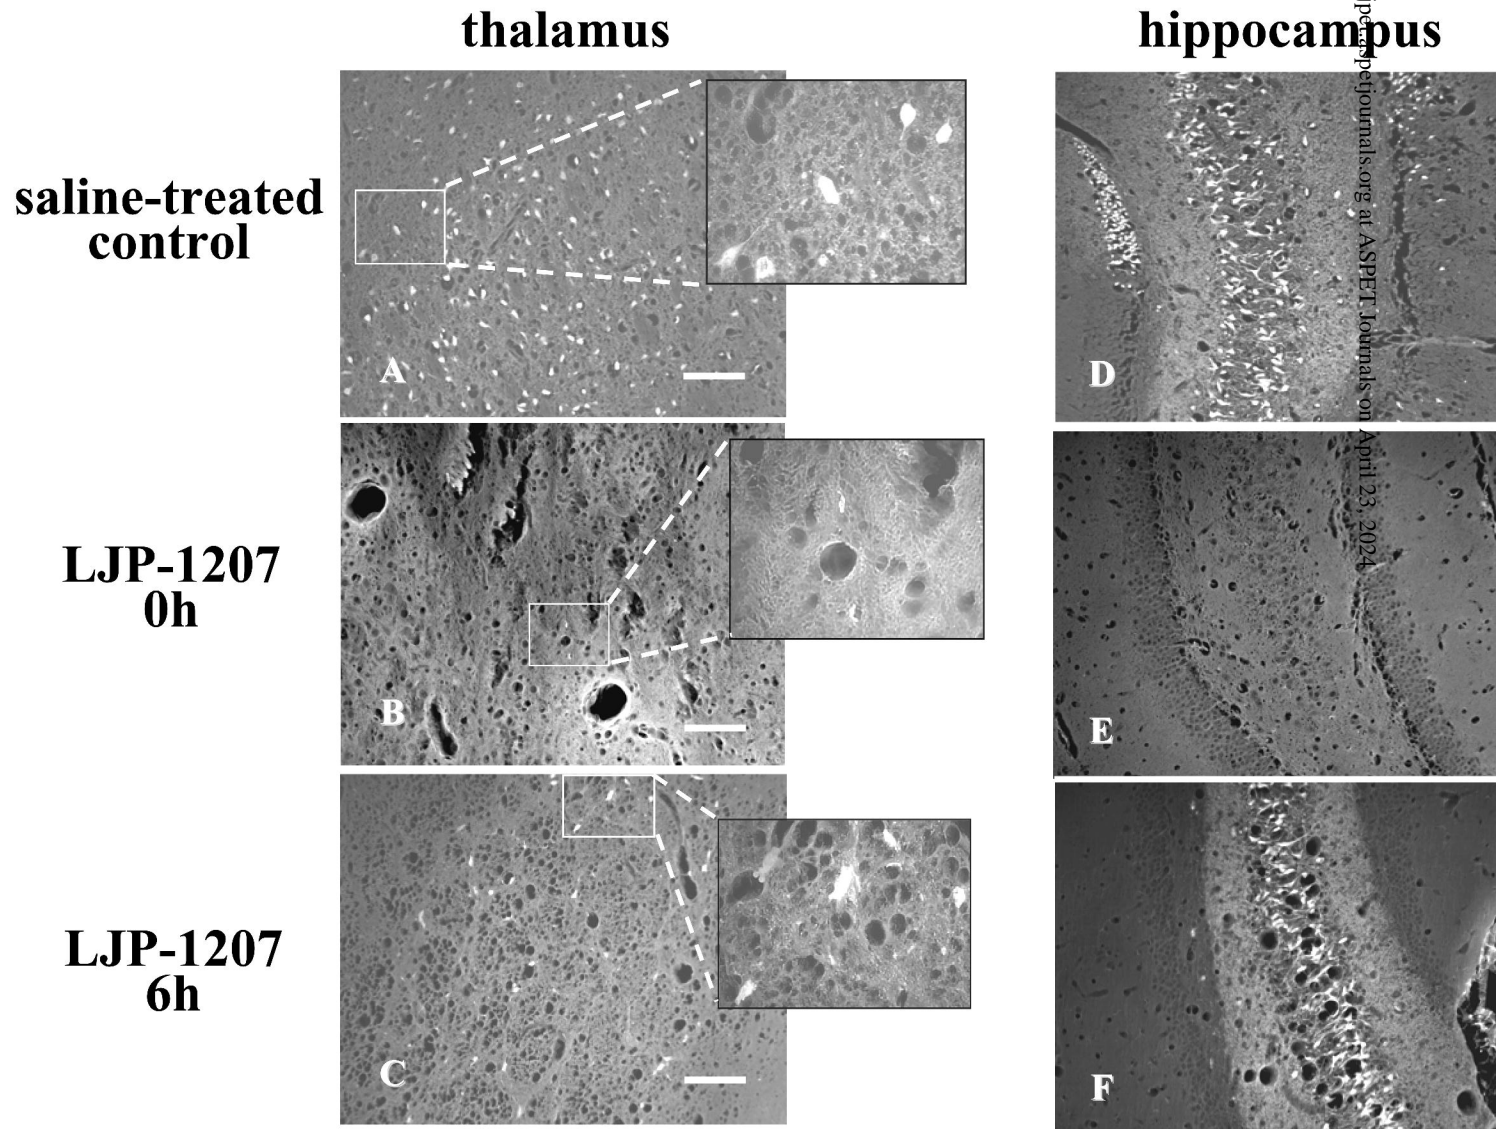 thalamus
hippocampus
saline-treated
control
A
D
LJP-1207
0h
B
E
LJP-1207
6h
C
F
ipet.aspetjournals.org at ASPET Journals on April 23, 2024